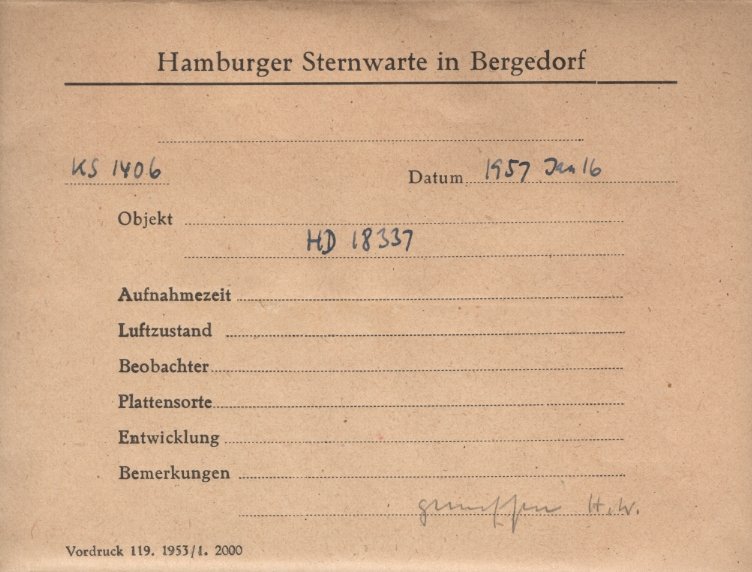 Hamburger Sternwarte in Bergedorf
KS 1406
Datum 1957 Jan 16
Objekt
HD 18337
Aufnahmezeit
Luftzustand
Beobachter
Plattensorte
Entwicklung
Bemerkungen
H.W.
Vordruck 119. 1953/1. 2000